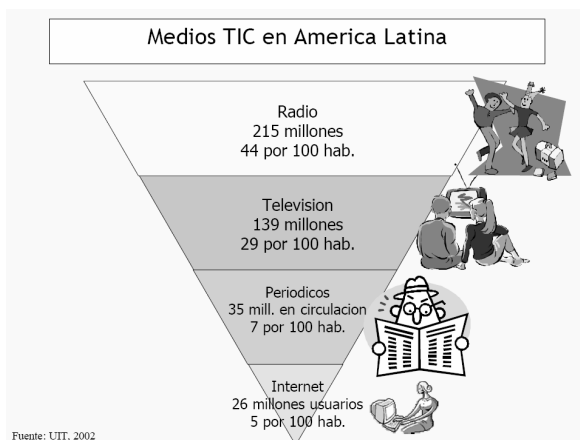 Medios TIC en America Latina
Radio
215 millones
44 por 100 hab.
Television
139 millones
29 por 100 hab.
Periodicos
35 mill. en circulacion
7 por 100 hab.
Internet
26 millones usuarios
5 por 100 hab.
Fuente: UIT, 2002